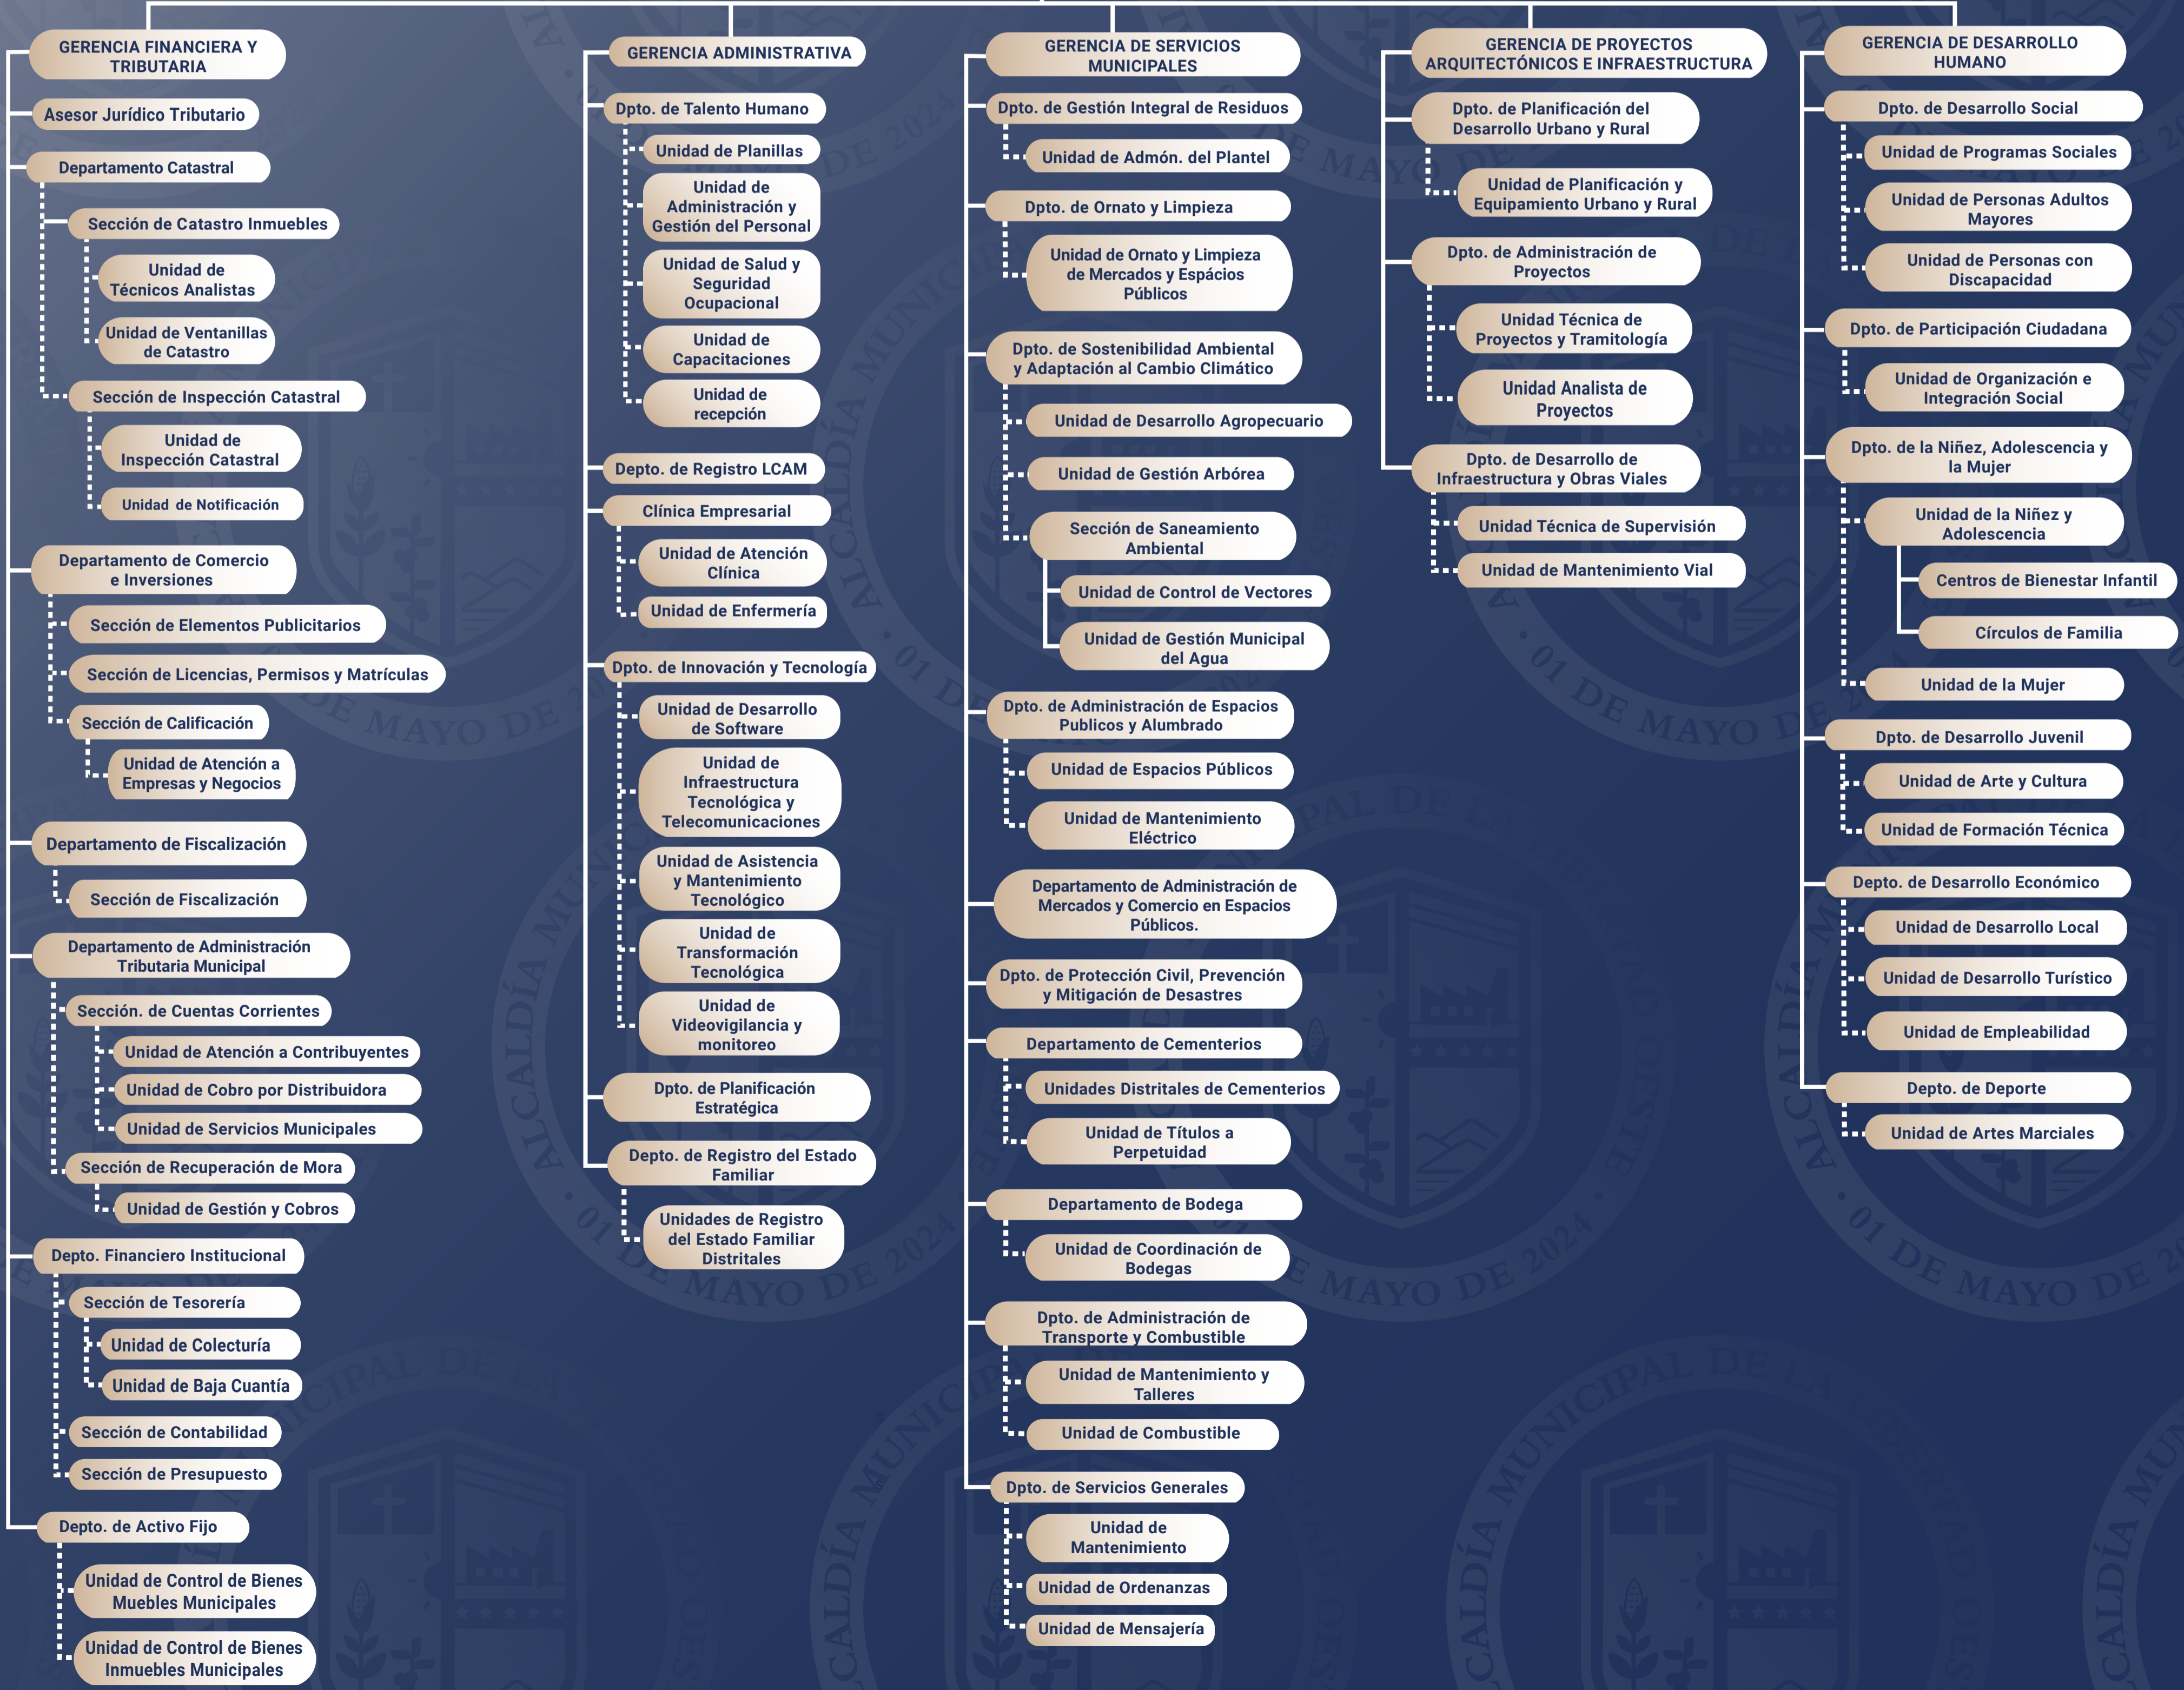 GERENCIA FINANCIERA Y
TRIBUTARIA
Asesor Jurídico Tributario
Departamento Catastral
Sección de Catastro Inmuebles
Unidad de
Técnicos Analistas
Unidad de Ventanillas
de Catastro
Sección de Inspección Catastral
Unidad de
Inspección Catastral
Unidad de Notificación
Departamento de Comercio
e Inversiones
Sección de Elementos Publicitarios
Sección de Licencias, Permisos y Matrículas
Sección de Calificación
Unidad de Atención a
Empresas y Negocios
Departamento de Fiscalización
Sección de Fiscalización
Departamento de Administración
Tributaria Municipal
Sección. de Cuentas Corrientes
Unidad de Atención a Contribuyentes
Unidad de Cobro por Distribuidora
Unidad de Servicios Municipales
Sección de Recuperación de Mora
Unidad de Gestión y Cobros
Depto. Financiero Institucional
Sección de Tesorería
Unidad de Colecturía
Unidad de Baja Cuantía
Sección de Contabilidad
Sección de Presupuesto
Depto. de Activo Fijo
Unidad de Control de Bienes
Muebles Municipales
Unidad de Control de Bienes
Inmuebles Municipales
GERENCIA ADMINISTRATIVA
Dpto. de Talento Humano
Unidad de Planillas
Unidad de
Administración y
Gestión del Personal
Unidad de Salud y
Seguridad
Ocupacional
Unidad de
Capacitaciones
Unidad de
recepción
Depto. de Registro LCAM
Clínica Empresarial
Unidad de Atención
Clínica
Unidad de Enfermería
Dpto. de Innovación y Tecnología
Unidad de Desarrollo
de Software
Unidad de
Infraestructura
Tecnológica y
Telecomunicaciones
Unidad de Asistencia
y Mantenimiento
Tecnológico
Unidad de
Transformación
Tecnológica
Unidad de
Videovigilancia y
monitoreo
Dpto. de Planificación
Estratégica
Depto. de Registro del Estado
Familiar
Unidades de Registro
del Estado Familiar
Distritales
GERENCIA DE SERVICIOS
MUNICIPALES
Dpto. de Gestión Integral de Residuos
Unidad de Admón. del Plantel
Dpto. de Ornato y Limpieza
Unidad de Ornato y Limpieza
de Mercados y Espácios
Públicos
Dpto. de Sostenibilidad Ambiental
y Adaptación al Cambio Climático
Unidad de Desarrollo Agropecuario
Unidad de Gestión Arbórea
Sección de Saneamiento
Ambiental
Unidad de Control de Vectores
Unidad de Gestión Municipal
del Agua
Dpto. de Administración de Espacios
Publicos y Alumbrado
Unidad de Espacios Públicos
Unidad de Mantenimiento
Eléctrico
Departamento de Administración de
Mercados y Comercio en Espacios
Públicos.
Dpto. de Protección Civil, Prevención
y Mitigación de Desastres
Departamento de Cementerios
Unidades Distritales de Cementerios
Unidad de Títulos a
Perpetuidad
Departamento de Bodega
Unidad de Coordinación de
Bodegas
Dpto. de Administración de
Transporte y Combustible
Unidad de Mantenimiento y
Talleres
Unidad de Combustible
Dpto. de Servicios Generales
Unidad de
Mantenimiento
Unidad de Ordenanzas
Unidad de Mensajería
GERENCIA DE PROYECTOS
ARQUITECTÓNICOS E INFRAESTRUCTURA
Dpto. de Planificación del
Desarrollo Urbano y Rural
Unidad de Planificación y
Equipamiento Urbano y Rural
Dpto. de Administración de
Proyectos
Unidad Técnica de
Proyectos y Tramitología
Unidad Analista de
Proyectos
Dpto. de Desarrollo de
Infraestructura y Obras Viales
Unidad Técnica de Supervisión
Unidad de Mantenimiento Vial
GERENCIA DE DESARROLLO
HUMANO
Dpto. de Desarrollo Social
Unidad de Programas Sociales
Unidad de Personas Adultos
Mayores
Unidad de Personas con
Discapacidad
Dpto. de Participación Ciudadana
Unidad de Organización e
Integración Social
Dpto. de la Niñez, Adolescencia y
la Mujer
Unidad de la Niñez y
Adolescencia
Centros de Bienestar Infantil
Círculos de Familia
Unidad de la Mujer
Dpto. de Desarrollo Juvenil
Unidad de Arte y Cultura
Unidad de Formación Técnica
Depto. de Desarrollo Económico
Unidad de Desarrollo Local
Unidad de Desarrollo Turístico
Unidad de Empleabilidad
Depto. de Deporte
Unidad de Artes Marciales